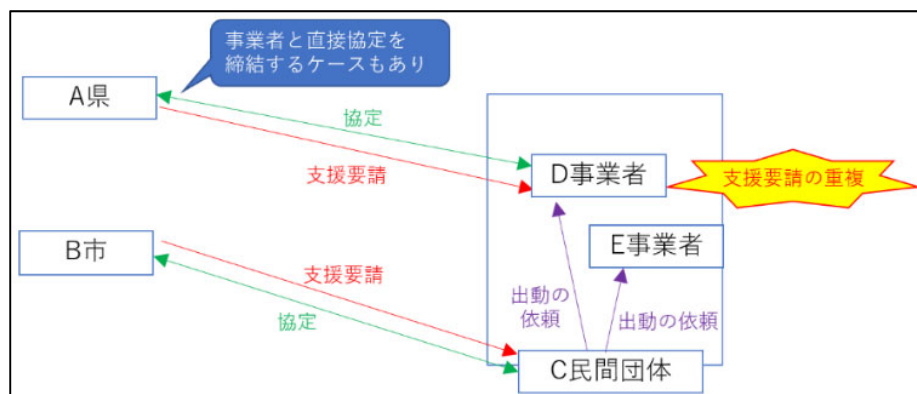 事業者と直接協定を
締結するケースもあり
A県
協定
支援要請
D事業者
支援要請の重複
B市
E事業者
支援要請
協定
出動の
依頼
出動の依頼
C民間団体